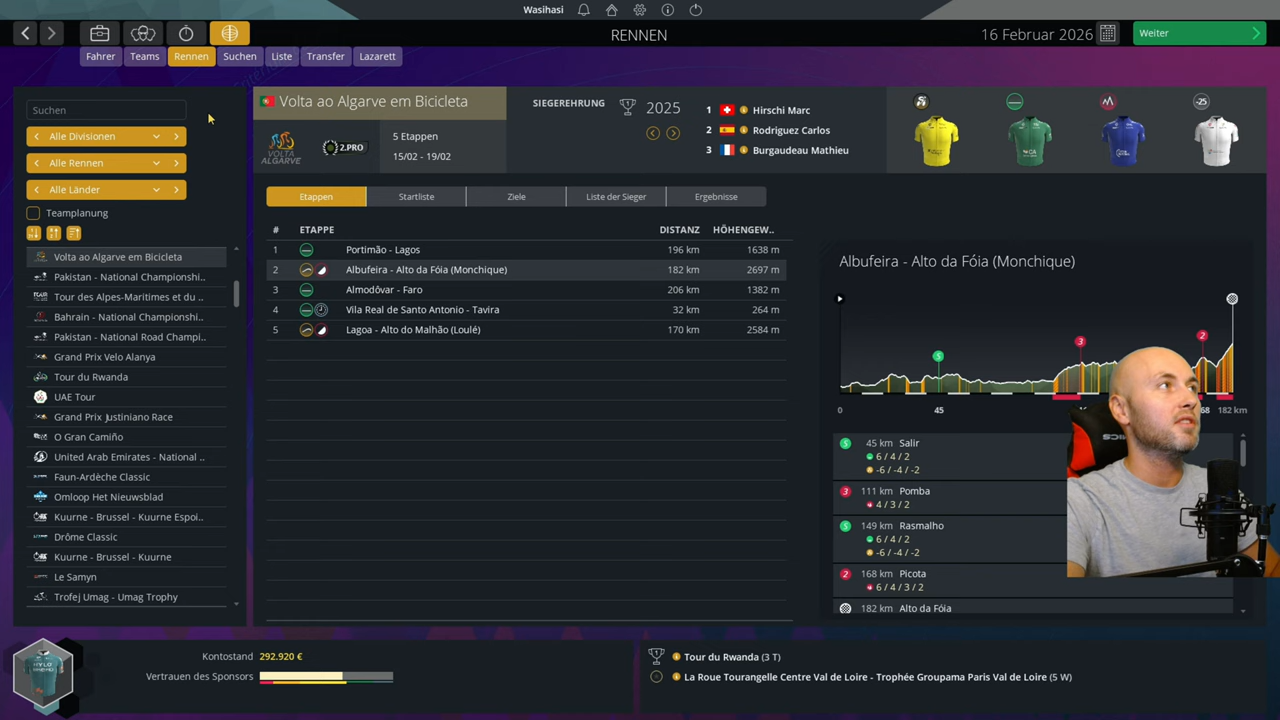 Wasihasi
RENNEN
16 Februar 2026
Weiter
Fahrer
Teams
Rennen
Suchen
Liste
Transfer
Lazarett
Suchen
Alle Divisionen
Alle Rennen
Alle Länder
Teamplanung
Volta ao Algarve em Bicicleta
Pakistan - National Championshi..
Tour des Alpes-Maritimes et du ..
Bahrain - National Championshi..
Pakistan - National Road Champi..
Grand Prix Velo Alanya
Tour du Rwanda
UAE Tour
Grand Prix Justiniano Race
O Gran Camiño
United Arab Emirates - National ..
Faun-Ardèche Classic
Omloop Het Nieuwsblad
Kuurne - Brussel - Kuurne Espoi..
Drôme Classic
Kuurne - Brussel - Kuurne
Le Samyn
Trofej Umag - Umag Trophy
Volta ao Algarve em Bicicleta
VOLTA
ALGARVE
2.PRO
5 Etappen
15/02 - 19/02
SIEGEREHRUNG
2025
1 Hirschi Marc
2 Rodriguez Carlos
3 Burgaudeau Mathieu
-25
Etappen
Startliste
Ziele
Liste der Sieger
Ergebnisse
# ETAPPE DISTANZ HÖHENGEW..
1 Portimão - Lagos 196 km 1638 m
2 Albufeira - Alto da Fóia (Monchique) 182 km 2697 m
3 Almodôvar - Faro 206 km 1382 m
4 Vila Real de Santo Antonio - Tavira 32 km 264 m
5 Lagoa - Alto do Malhão (Loulé) 170 km 2584 m
Albufeira - Alto da Fóia (Monchique)
S 3 2
0 45 68 182 km
S 45 km Salir
6 / 4 / 2
-6 / -4 / -2
3 111 km Pomba
4 / 3 / 2
S 149 km Rasmalho
6 / 4 / 2
-6 / -4 / -2
2 168 km Picota
6 / 4 / 3 / 2
182 km Alto da Fóia
Kontostand 292.920 €
Vertrauen des Sponsors
Tour du Rwanda (3 T)
La Roue Tourangelle Centre Val de Loire - Trophée Groupama Paris Val de Loire (5 W)